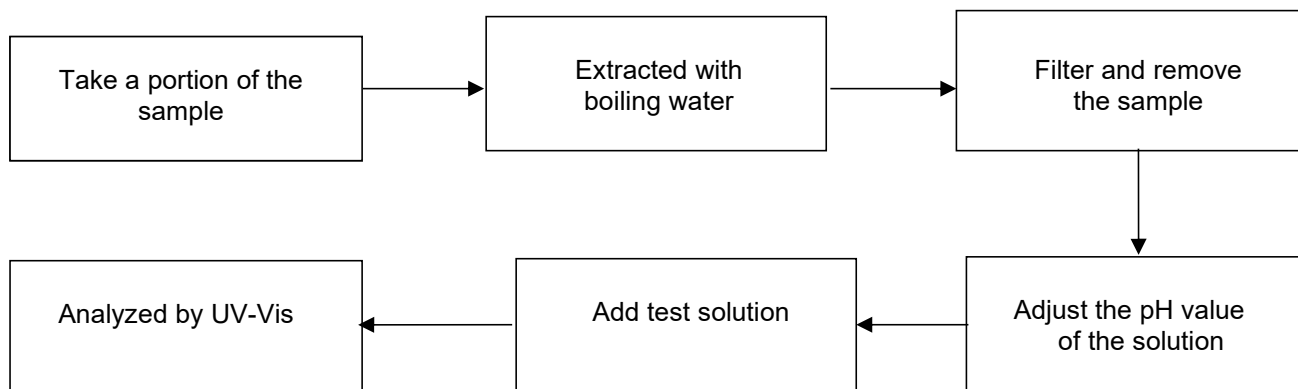 Take a portion of the
sample
Extracted with
boiling water
Filter and remove
the sample
Adjust the pH value
of the solution
Add test solution
Analyzed by UV-Vis